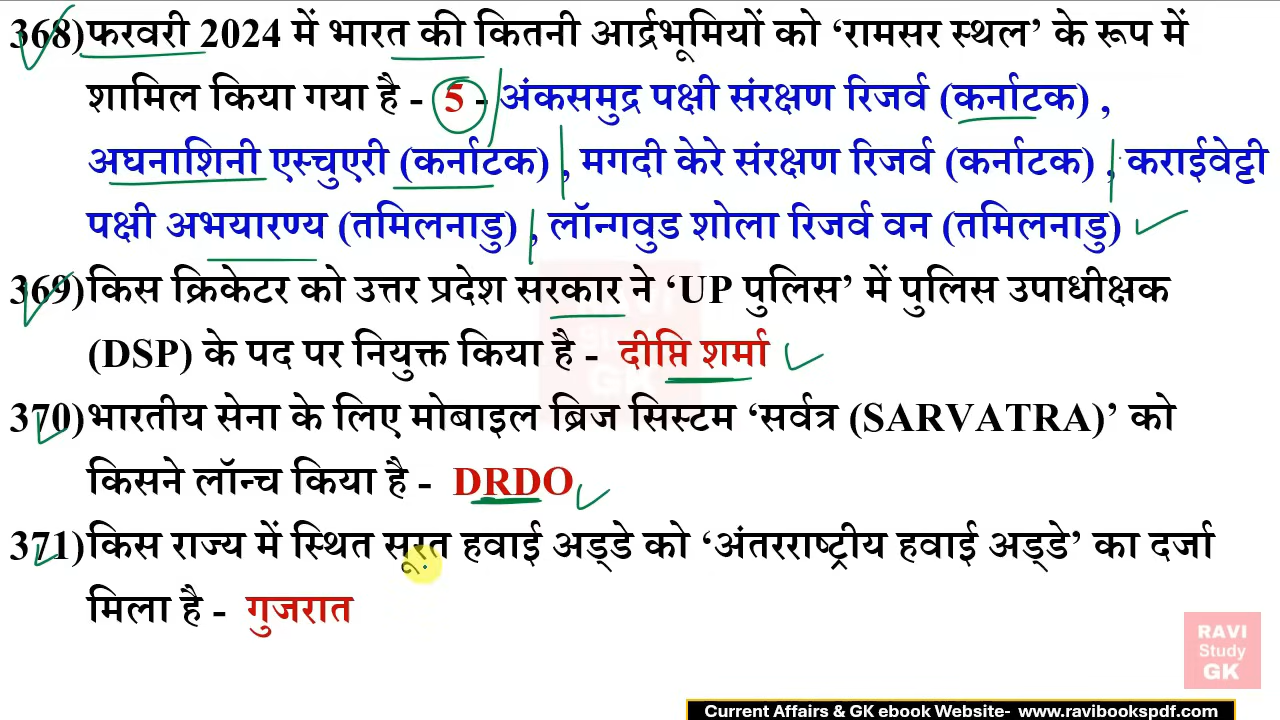 368)फरवरी 2024 में भारत की कितनी आर्द्रभूमियों को ‘रामसर स्थल’ के रूप में
शामिल किया गया है - 5 - अंकसमुद्र पक्षी संरक्षण रिजर्व (कर्नाटक) ,
अघनाशिनी एस्चुएरी (कर्नाटक) , मगदी केरे संरक्षण रिजर्व (कर्नाटक) , कराईवेट्टी
पक्षी अभयारण्य (तमिलनाडु) , लॉन्गवुड शोला रिजर्व वन (तमिलनाडु)
369)किस क्रिकेटर को उत्तर प्रदेश सरकार ने ‘UP पुलिस’ में पुलिस उपाधीक्षक
(DSP) के पद पर नियुक्त किया है - दीप्ति शर्मा
370)भारतीय सेना के लिए मोबाइल ब्रिज सिस्टम ‘सर्वत्र (SARVATRA)’ को
किसने लॉन्च किया है - DRDO
371)किस राज्य में स्थित सूरत हवाई अड्डे को ‘अंतरराष्ट्रीय हवाई अड्डे’ का दर्जा
मिला है - गुजरात
RAVI
Study
GK
Current Affairs & GK ebook Website- www.ravibookspdf.com